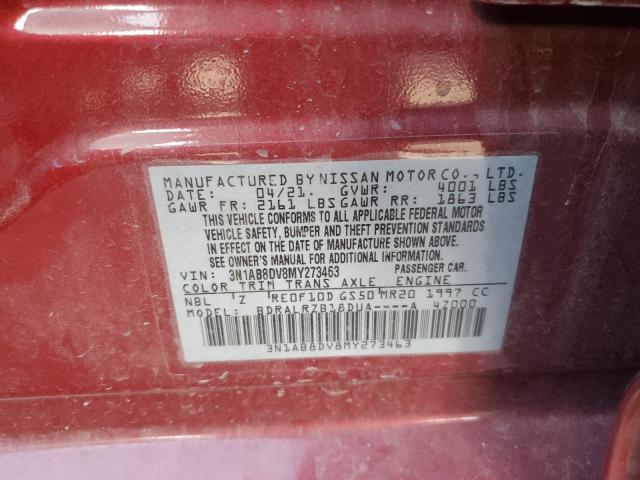 MANUFACTURED BY NISSAN MOTOR CO., LTD.
DATE: 04/21. GVWR: 4001 LBS
GAWR FR: 2161 LBS GAWR RR: 1863 LBS
THIS VEHICLE CONFORMS TO ALL APPLICABLE FEDERAL MOTOR
VEHICLE SAFETY, BUMPER AND THEFT PREVENTION STANDARDS
IN EFFECT ON THE DATE OF MANUFACTURE SHOWN ABOVE.
SEE OWNER'S MANUAL FOR ADDITIONAL INFORMATION
VIN: 3N1AB8DV8MY273463 PASSENGER CAR.
COLOR TRIM TRANS AXLE ENGINE
NBL 'Z RE0F10D GS50 MR20 1997 CC
MODEL: BDRALRZB18DUA----A 47000
3N1AB8DV8MY273463